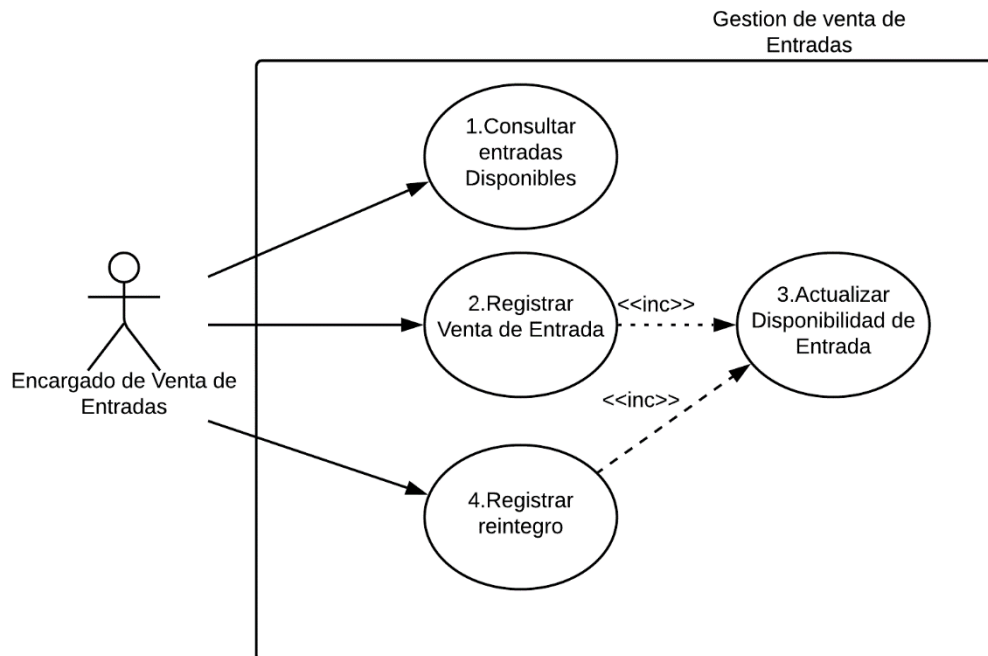 Gestion de venta de
Entradas
1.Consultar
entradas
Disponibles
2.Registrar
Venta de Entrada
<<inc>>
3.Actualizar
Disponibilidad de
Entrada
Encargado de Venta de
Entradas
<<inc>>
4.Registrar
reintegro